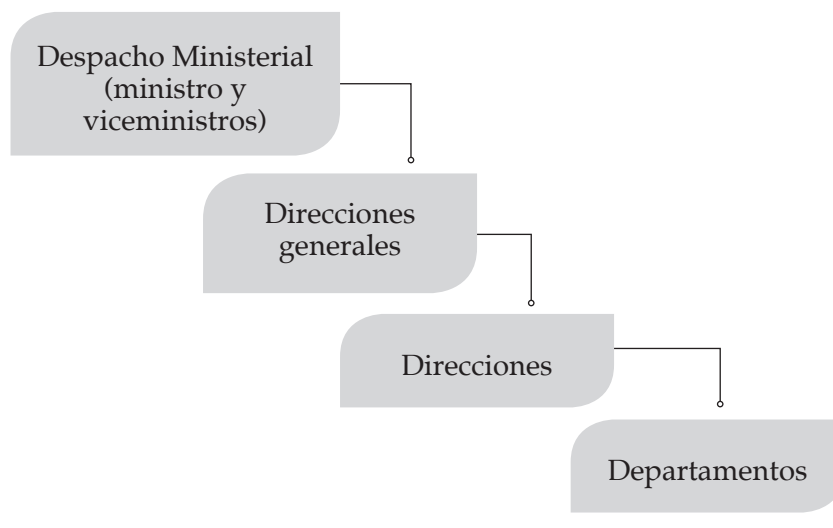 Despacho Ministerial
(ministro y
viceministros)
Direcciones
generales
Direcciones
Departamentos